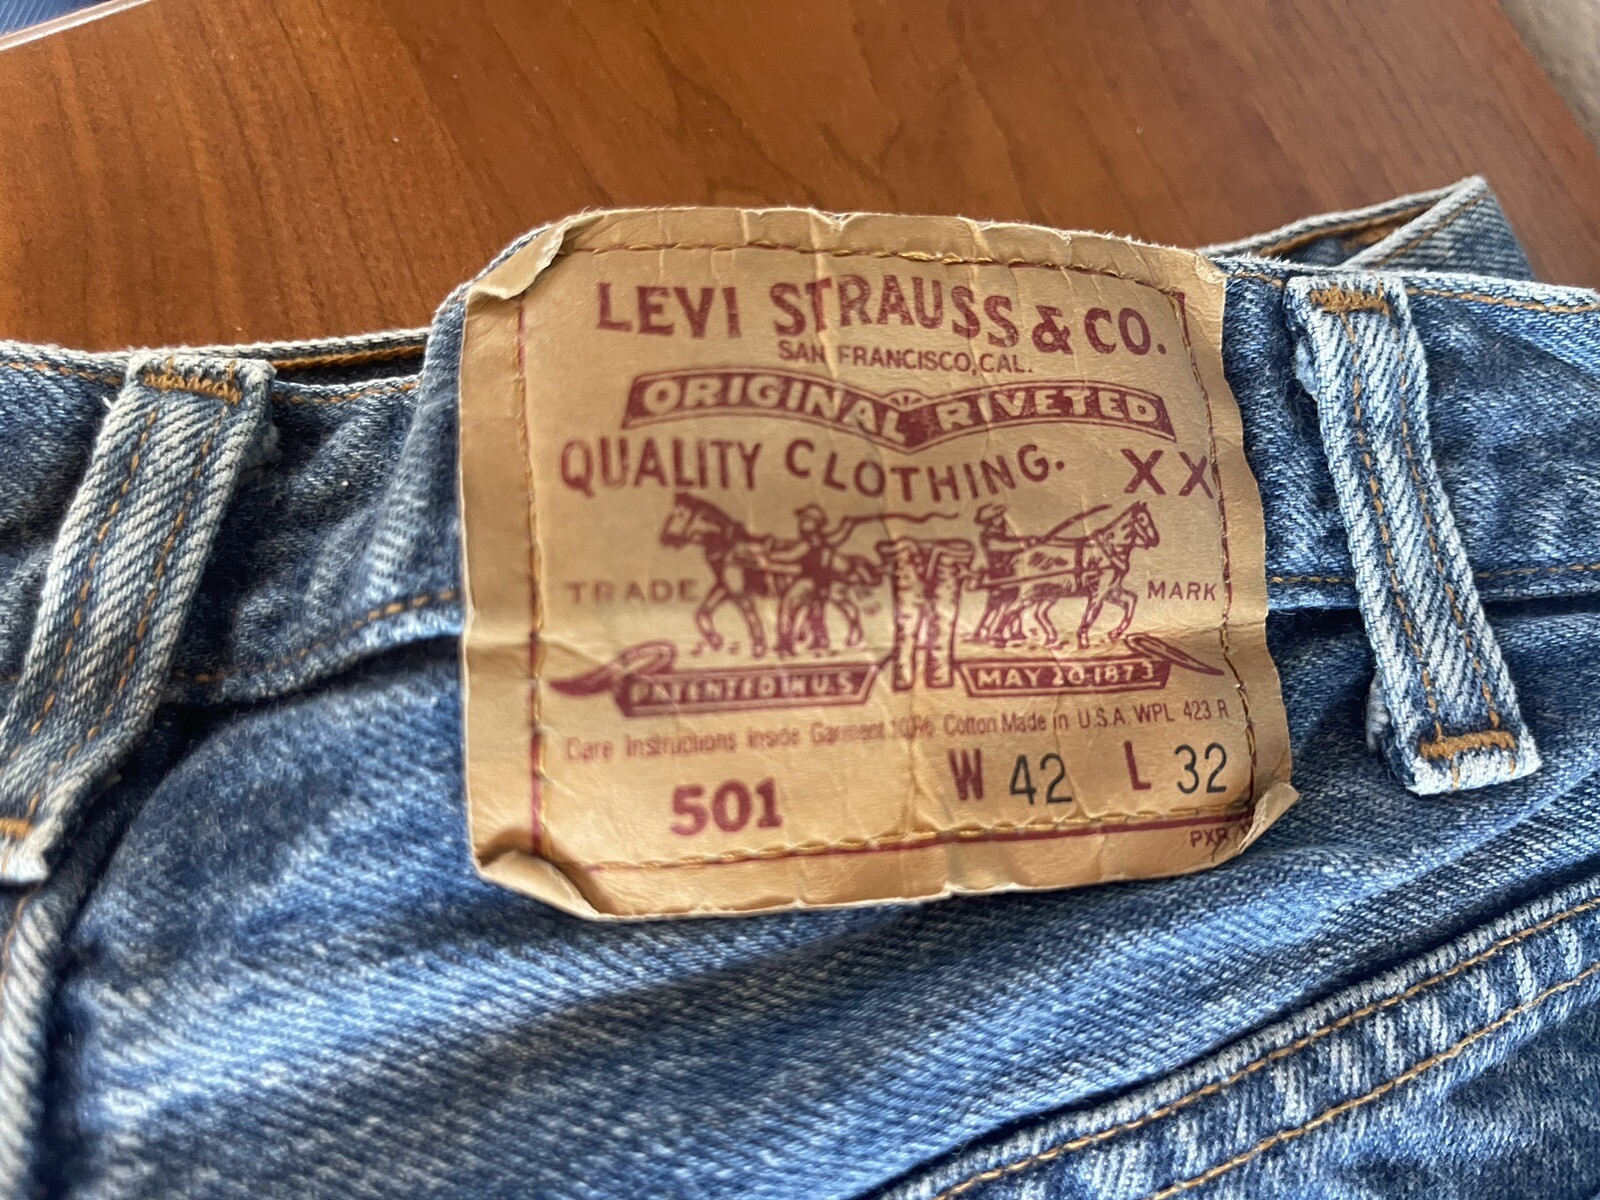 LEVI STRAUSS & CO.
SAN FRANCISCO, CAL.
ORIGINAL RIVETED
QUALITY CLOTHING. XX
TRADE MARK
PATENTED IN U.S. MAY 20 1873
Care Instructions Inside Garment 100% Cotton Made in U.S.A. WPL 423 R
501 W 42 L 32